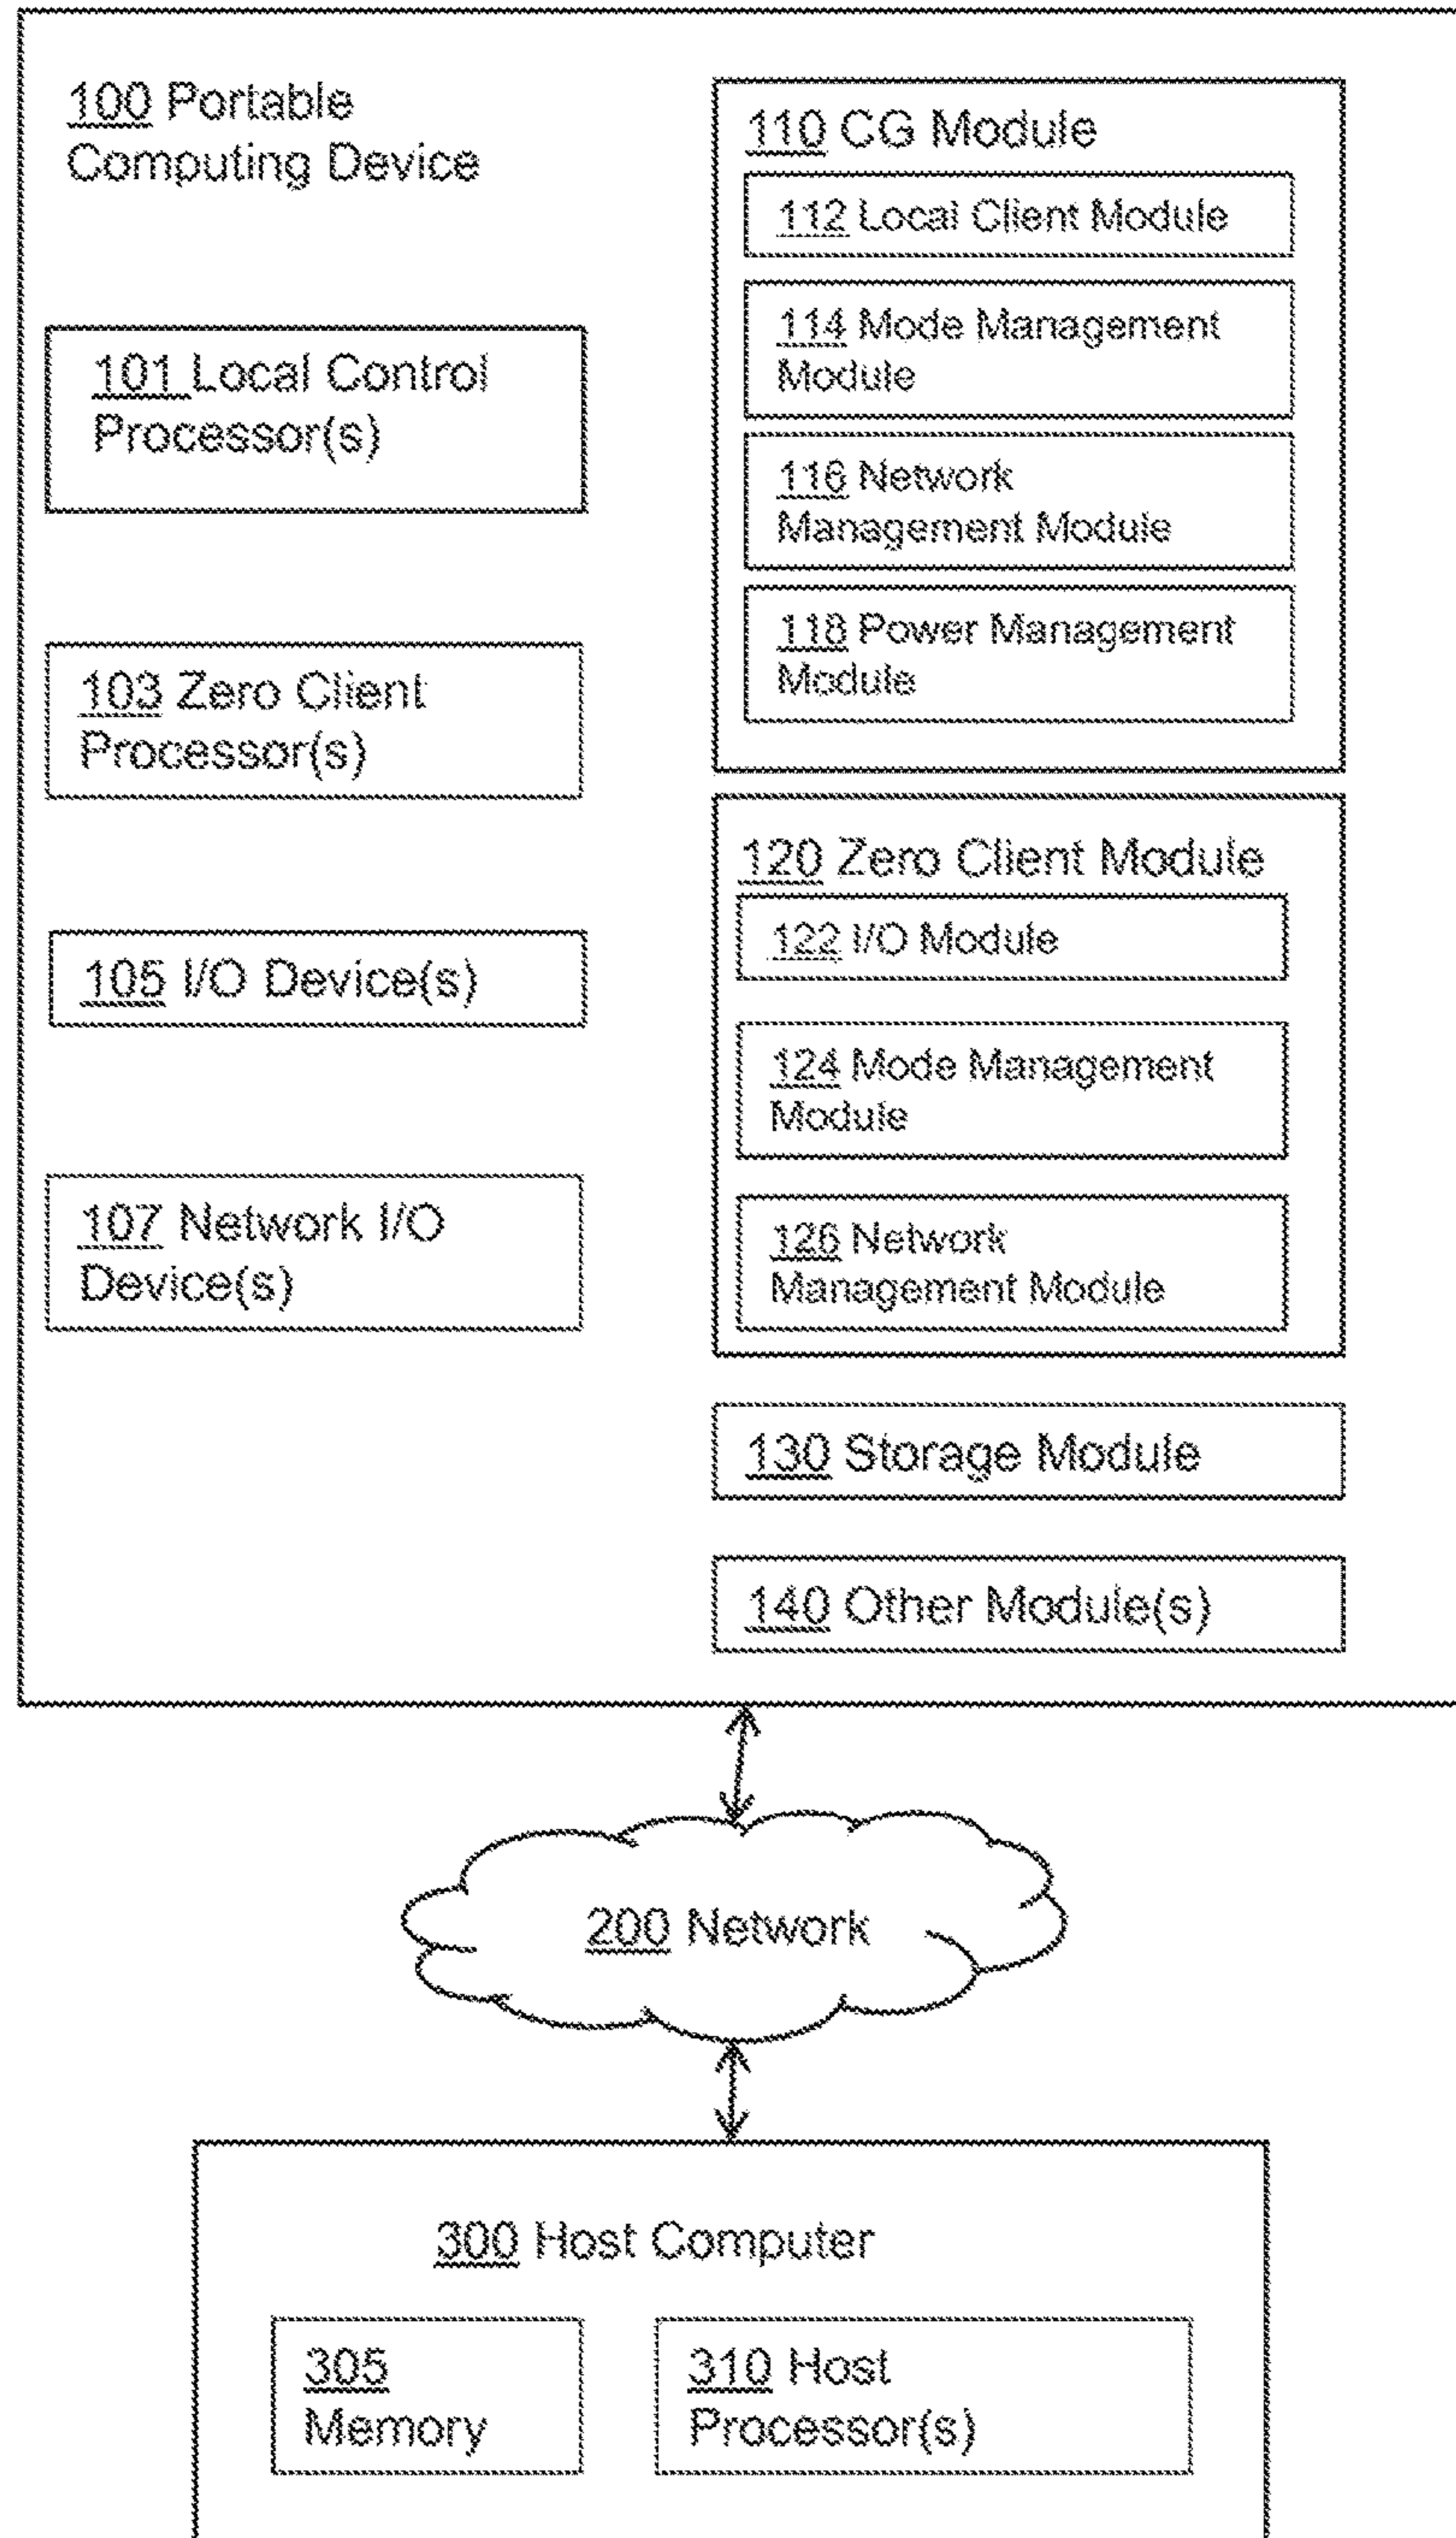 100 Portable
Computing Device
101 Local Control
Processor(s)
103 Zero Client
Processor(s)
105 I/O Device(s)
107 Network I/O
Device(s)
110 CG Module
112 Local Client Module
114 Mode Management
Module
116 Network
Management Module
118 Power Management
Module
120 Zero Client Module
122 I/O Module
124 Mode Management
Module
126 Network
Management Module
130 Storage Module
140 Other Module(s)
200 Network
300 Host Computer
305
Memory
310 Host
Processor(s)